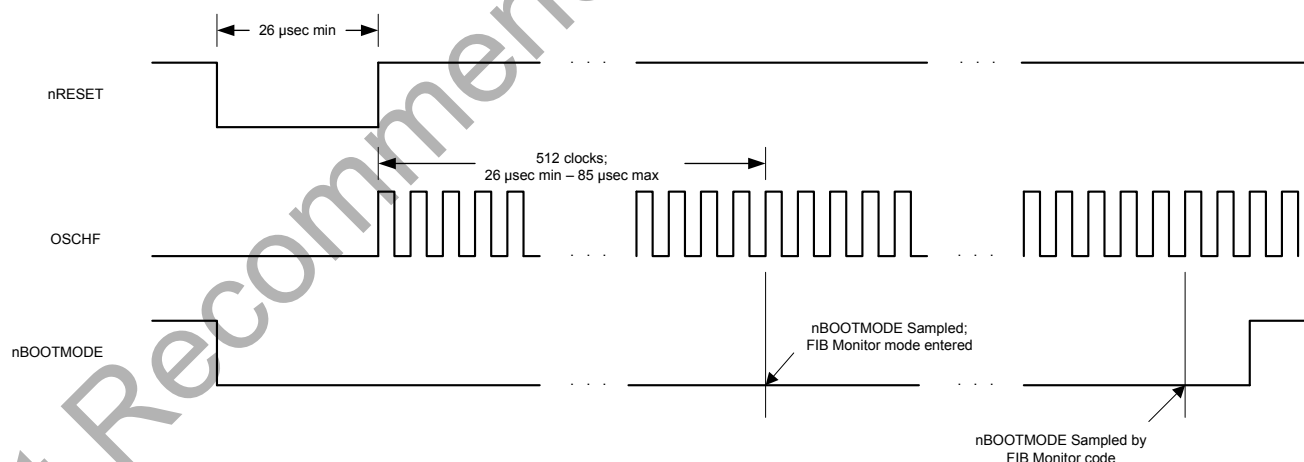 26 µsec min
nRESET
512 clocks;
26 µsec min – 85 µsec max
OSCHF
nBOOTMODE Sampled;
FIB Monitor mode entered
nBOOTMODE
nBOOTMODE Sampled by
FIB Monitor code
Recommen